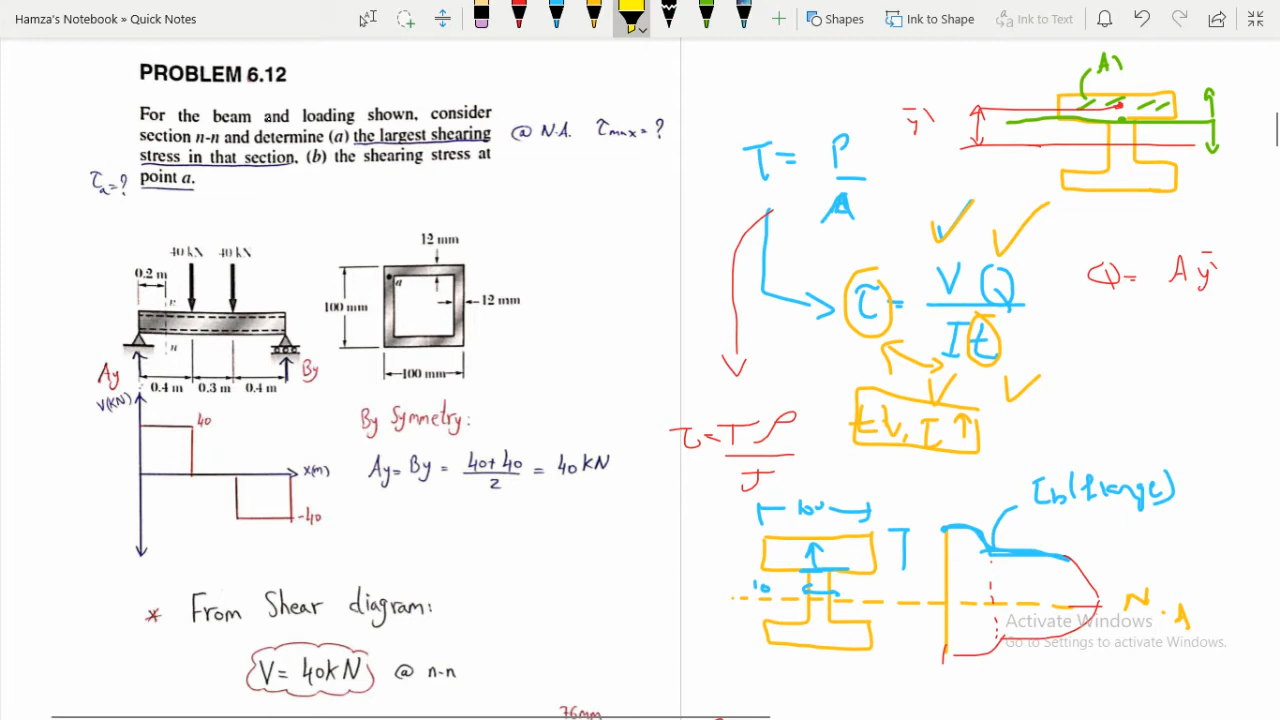 Hamza's Notebook » Quick Notes
Shapes
Ink to Shape
Ink to Text
PROBLEM 6.12
For the beam and loading shown, consider
section n-n and determine (a) the largest shearing
stress in that section, (b) the shearing stress at
point a.
@ N.A. τmax = ?
τa = ?
40 kN 40 kN
0.2 m
n
n
0.4 m 0.3 m 0.4 m
Ay
By
12 mm
a
100 mm
12 mm
100 mm
V(KN)
40
X(m)
-40
By Symmetry:
Ay = By = 40+40 / 2 = 40 kN
* From Shear diagram:
V = 40kN @ n-n
76mm
A'
ȳ'
τ = P / A
τ = V Q / I t
Q = A ȳ'
t↓, I ↑
τ = T ρ / J
100
10
T
[b/flange]
N.A
Activate Windows
Go to Settings to activate Windows.